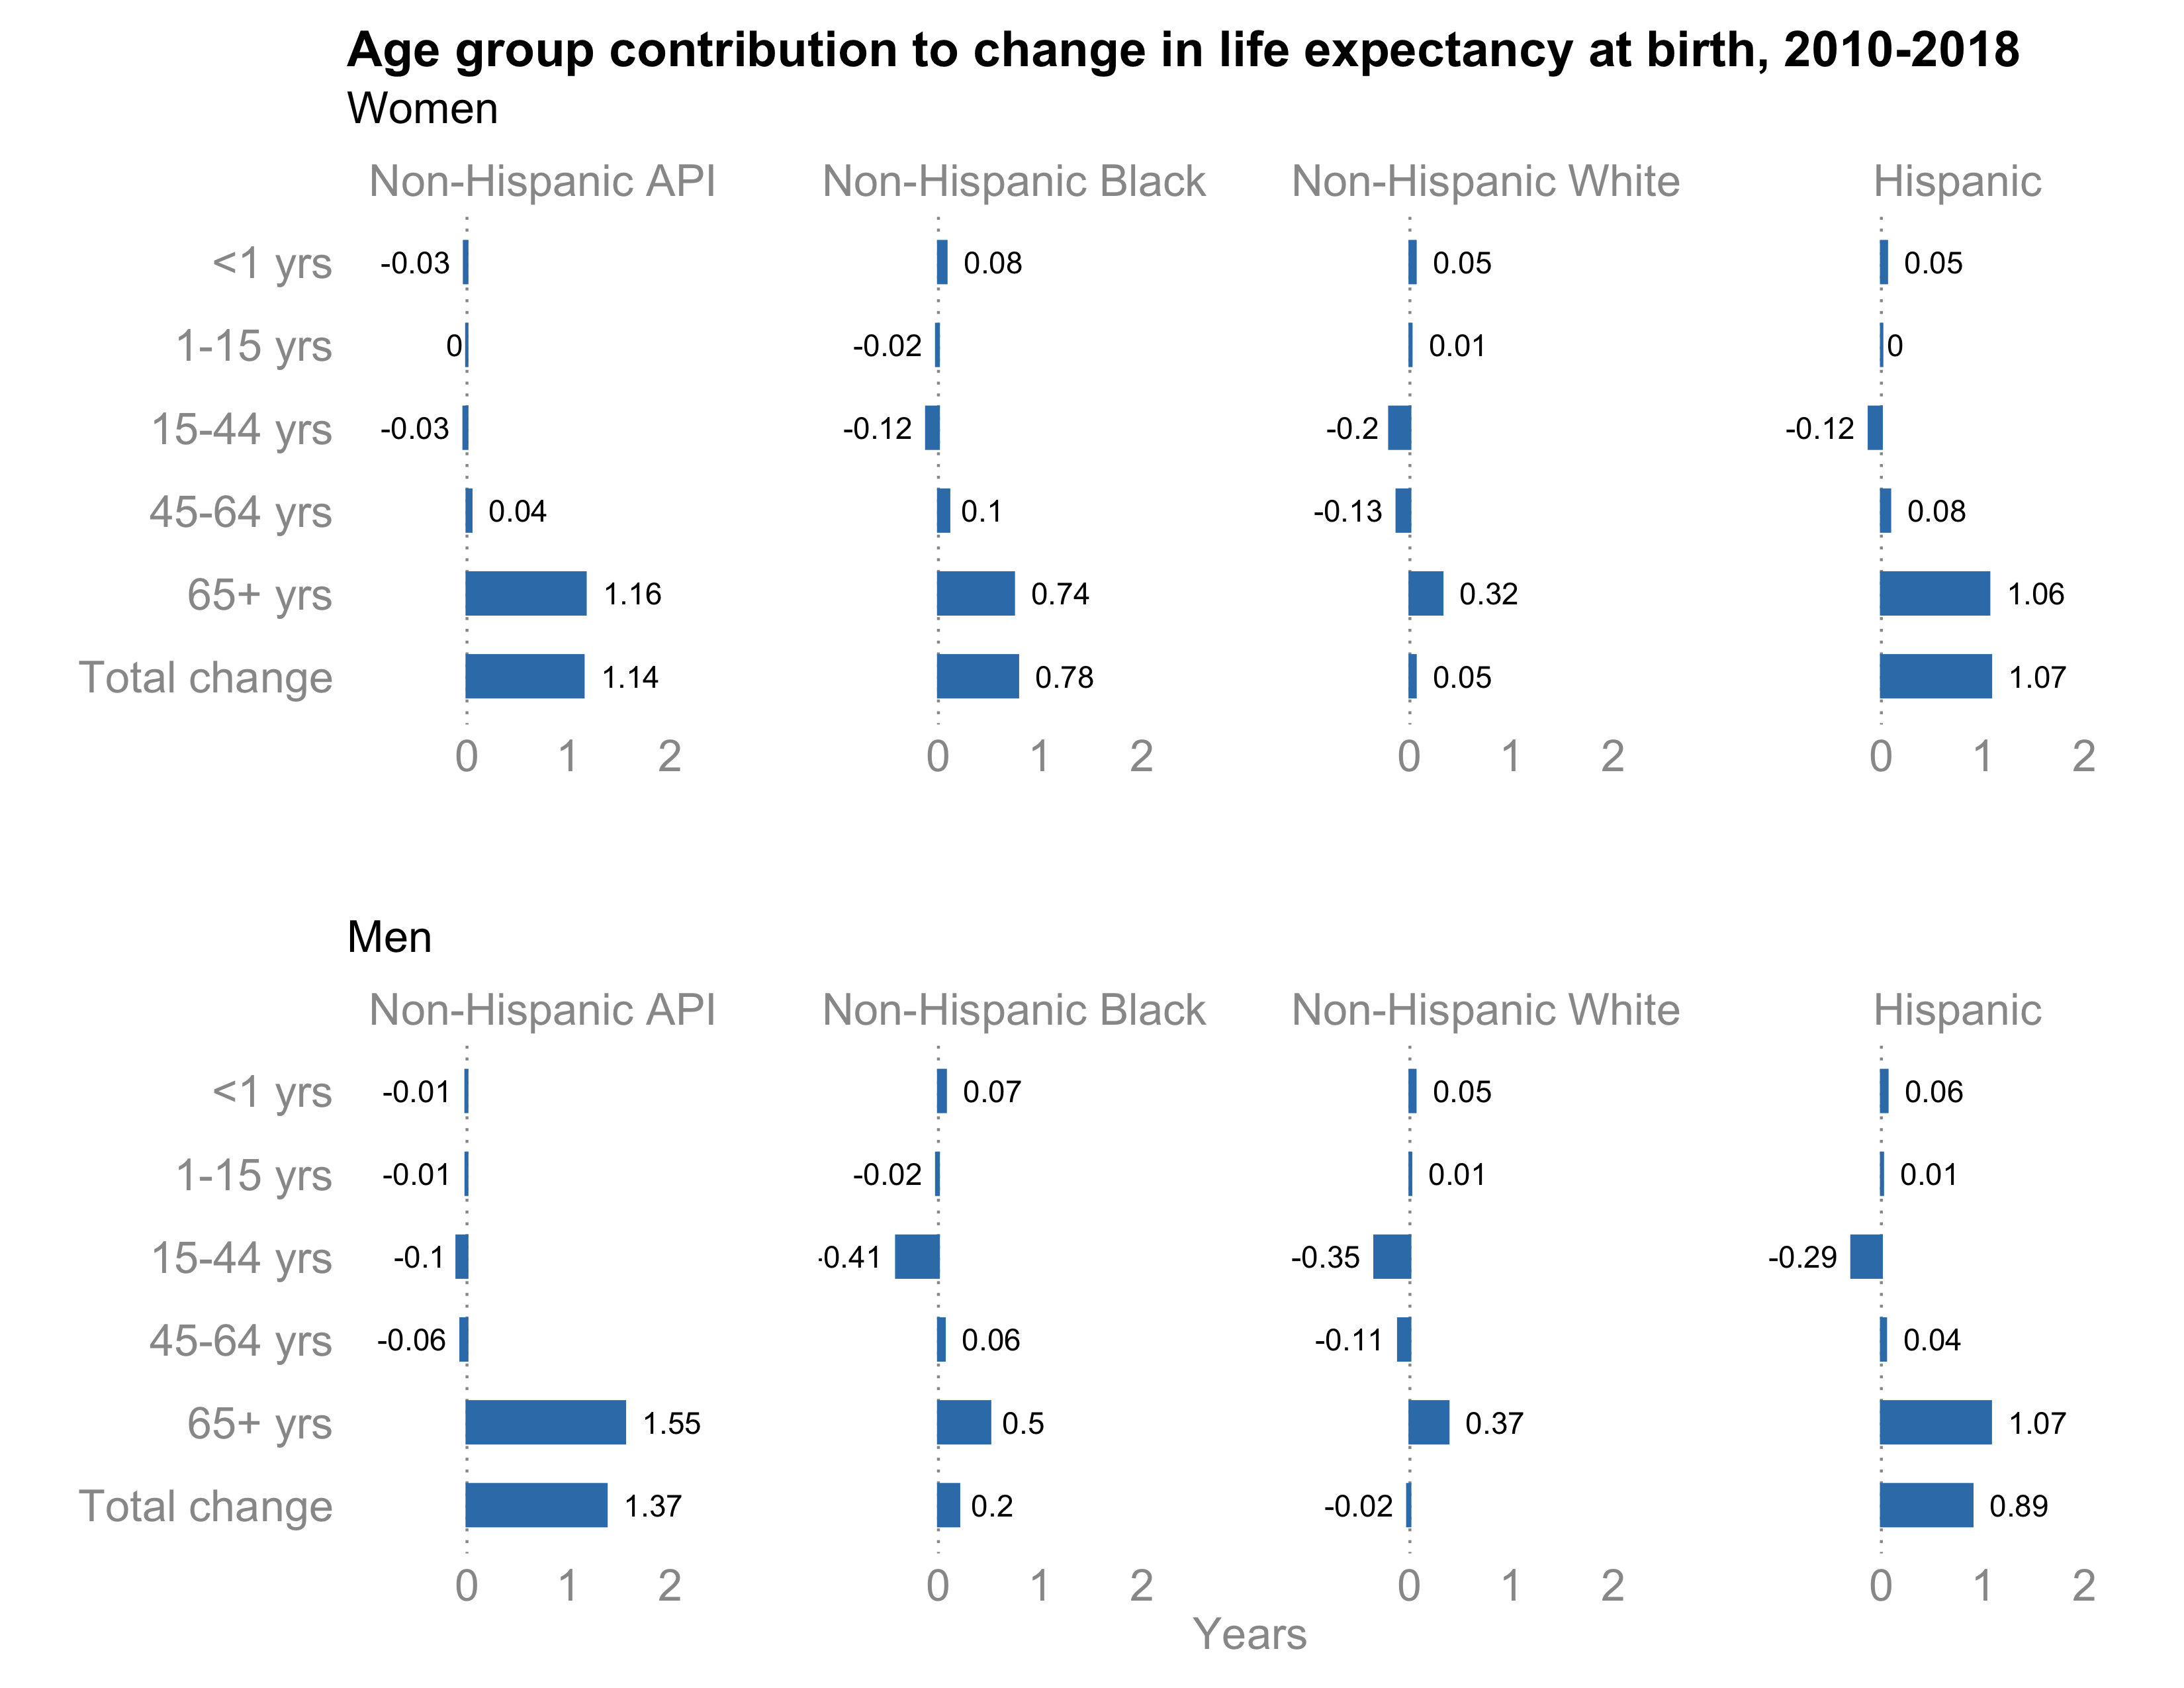 Age group contribution to change in life expectancy at birth, 2010-2018
Women
Non-Hispanic API Non-Hispanic Black Non-Hispanic White Hispanic
<1 yrs -0.03 0.08 0.05 0.05
1-15 yrs 0 -0.02 0.01 0
15-44 yrs -0.03 -0.12 -0.2 -0.12
45-64 yrs 0.04 0.1 -0.13 0.08
65+ yrs 1.16 0.74 0.32 1.06
Total change 1.14 0.78 0.05 1.07
0 1 2 0 1 2 0 1 2 0 1 2
Men
Non-Hispanic API Non-Hispanic Black Non-Hispanic White Hispanic
<1 yrs -0.01 0.07 0.05 0.06
1-15 yrs -0.01 -0.02 0.01 0.01
15-44 yrs -0.1 -0.41 -0.35 -0.29
45-64 yrs -0.06 0.06 -0.11 0.04
65+ yrs 1.55 0.5 0.37 1.07
Total change 1.37 0.2 -0.02 0.89
0 1 2 0 1 2 0 1 2 0 1 2
Years